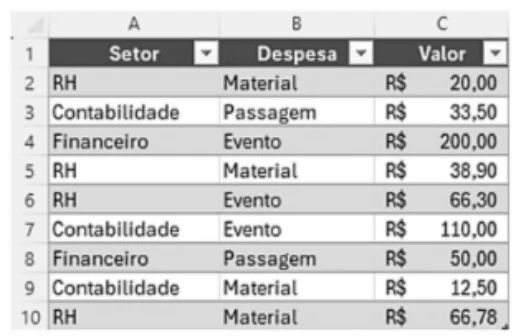 A B C
1 Setor Despesa Valor
2 RH Material R$ 20,00
3 Contabilidade Passagem R$ 33,50
4 Financeiro Evento R$ 200,00
5 RH Material R$ 38,90
6 RH Evento R$ 66,30
7 Contabilidade Evento R$ 110,00
8 Financeiro Passagem R$ 50,00
9 Contabilidade Material R$ 12,50
10 RH Material R$ 66,78